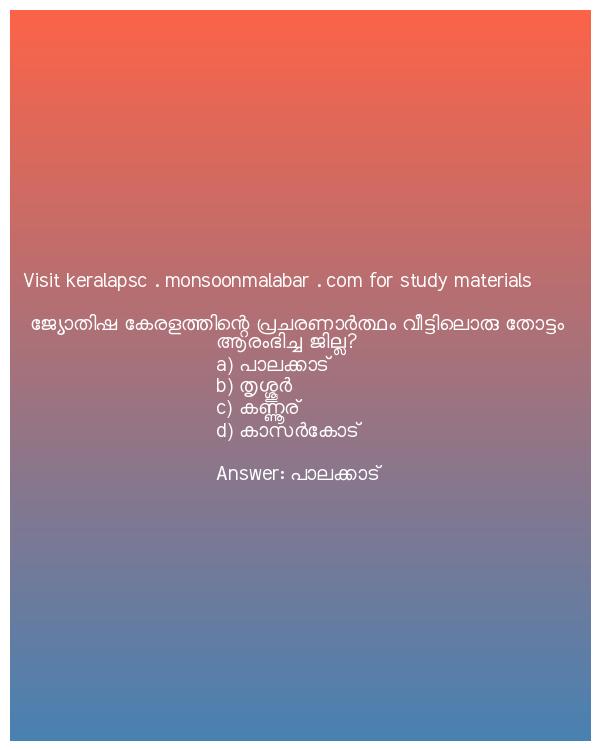 Visit keralapsc . monsoonmalabar . com for study materials
ജ്യോതിഷ കേരളത്തിന്റെ പ്രചരണാർത്ഥം വീട്ടിലൊരു തോട്ടം
ആരംഭിച്ച ജില്ല?
a) പാലക്കാട്
b) തൃശ്ശൂർ
c) കണ്ണൂര്
d) കാസർകോട്
Answer: പാലക്കാട്